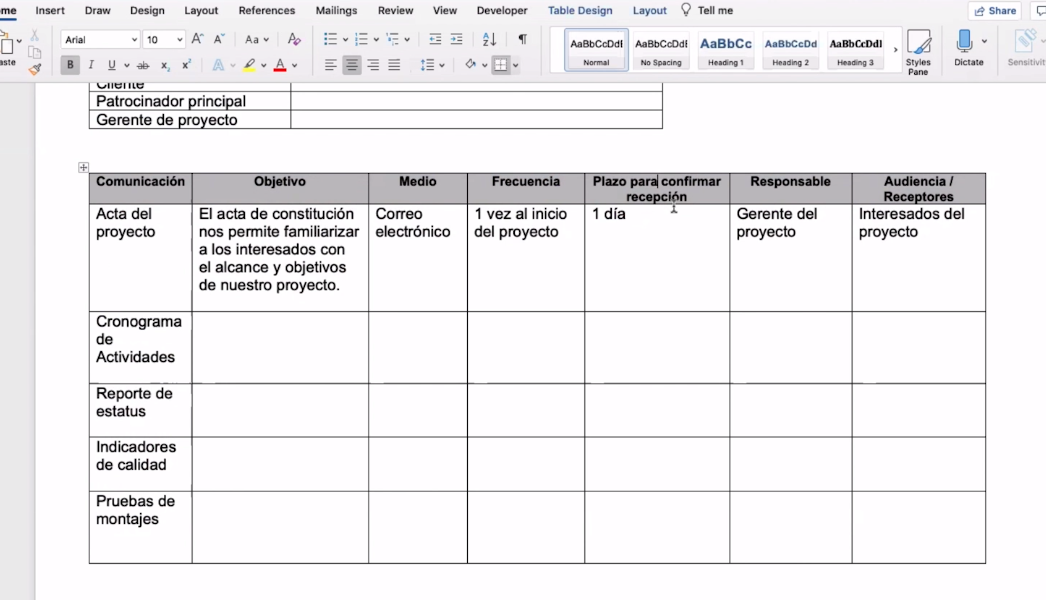 Insert Draw Design Layout References Mailings Review View Developer Table Design Layout Tell me Share
Arial 10 Aa
AaBbCcDdI AaBbCcDdI AaBbCc AaBbCcDd AaBbCcDdI
B I U ab x₂ x² A A Normal No Spacing Heading 1 Heading 2 Heading 3 Styles Dictate
Pane
Cliente
Patrocinador principal
Gerente de proyecto
Comunicación Objetivo Medio Frecuencia Plazo para confirmar Responsable Audiencia /
recepción Receptores
Acta del El acta de constitución Correo 1 vez al inicio 1 día Gerente del Interesados del
proyecto nos permite familiarizar electrónico del proyecto proyecto proyecto
a los interesados con
el alcance y objetivos
de nuestro proyecto.
Cronograma
de
Actividades
Reporte de
estatus
Indicadores
de calidad
Pruebas de
montajes